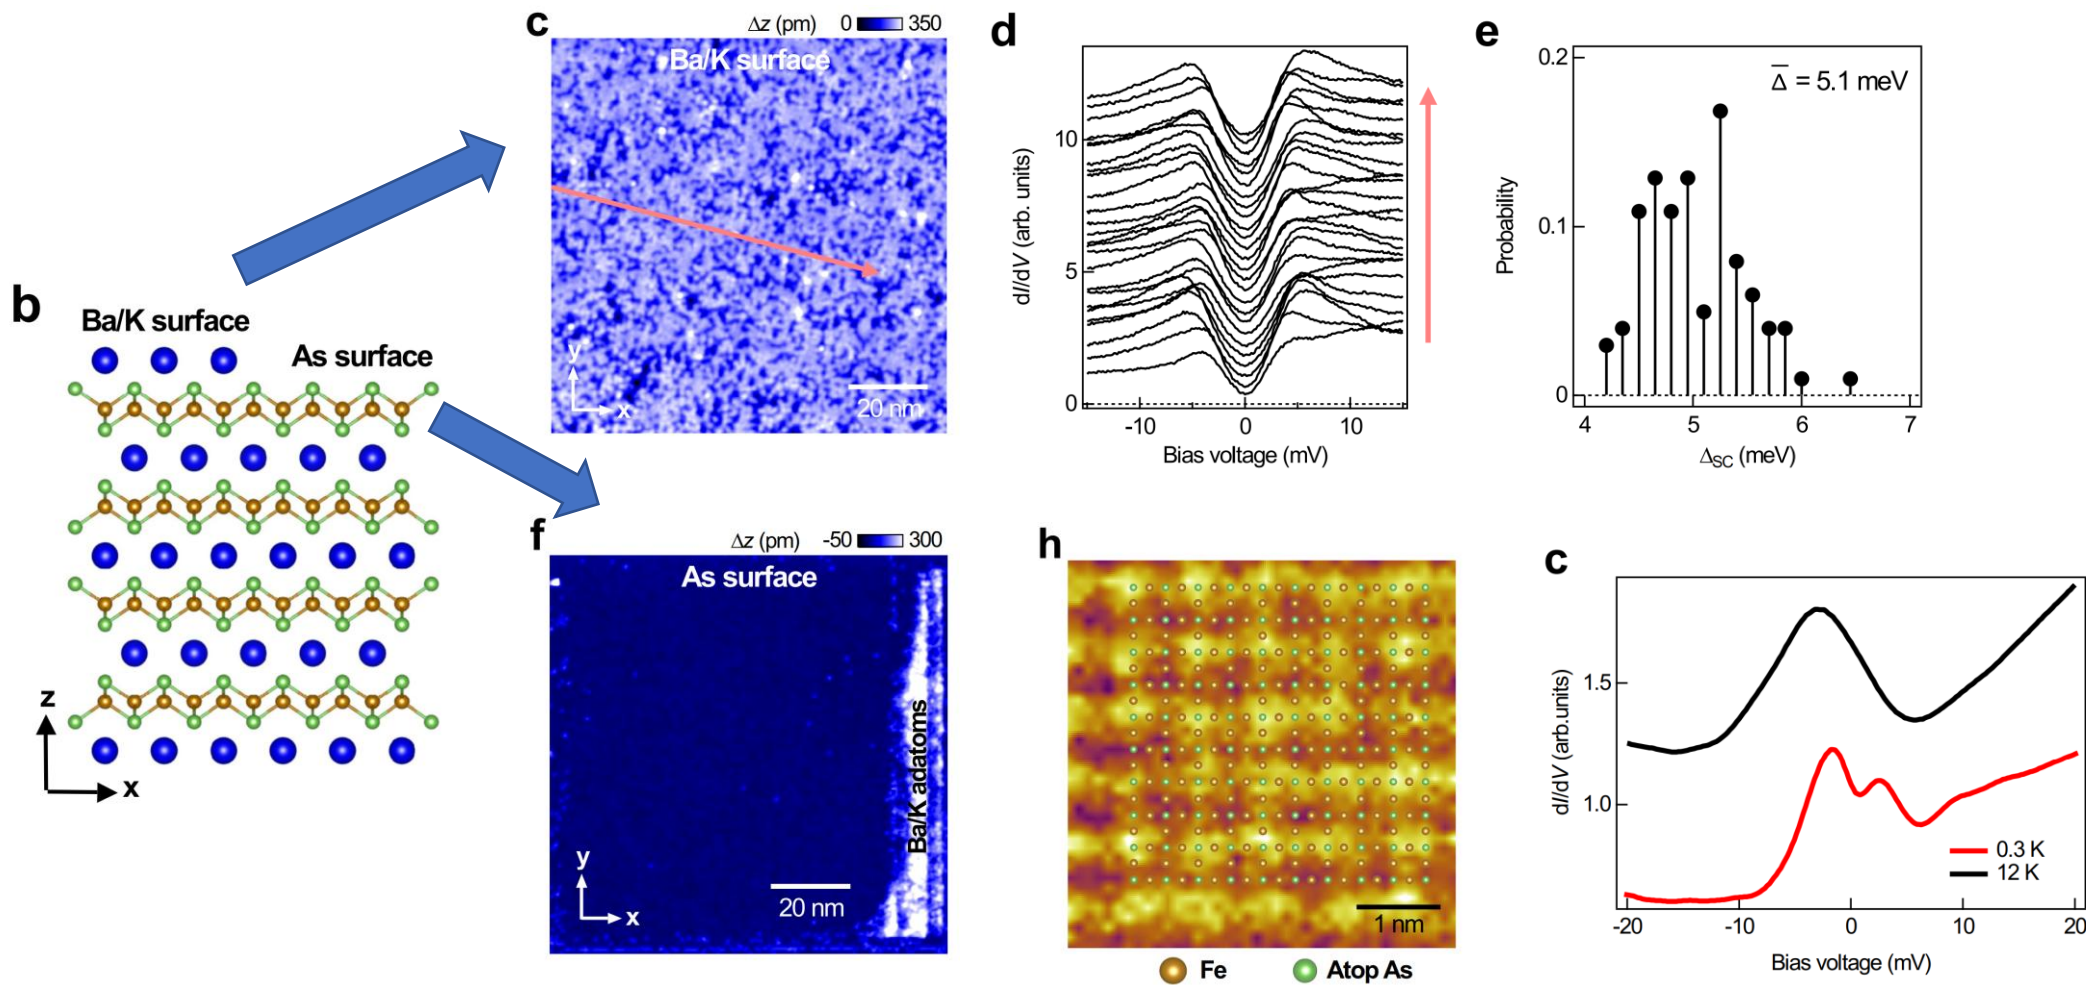 b
Ba/K surface
As surface
z
x
c
Δz (pm) 0 350
Ba/K surface
y
x
20 nm
d
dI/dV (arb. units)
10
5
0
-10 0 10
Bias voltage (mV)
e
Δ̅ = 5.1 meV
Probability
0.2
0.1
0
4 5 6 7
ΔSC (meV)
f
Δz (pm) -50 300
As surface
Ba/K adatoms
y
x
20 nm
h
1 nm
Fe Atop As
c
dI/dV (arb.units)
1.5
1.0
0.3 K
12 K
-20 -10 0 10 20
Bias voltage (mV)